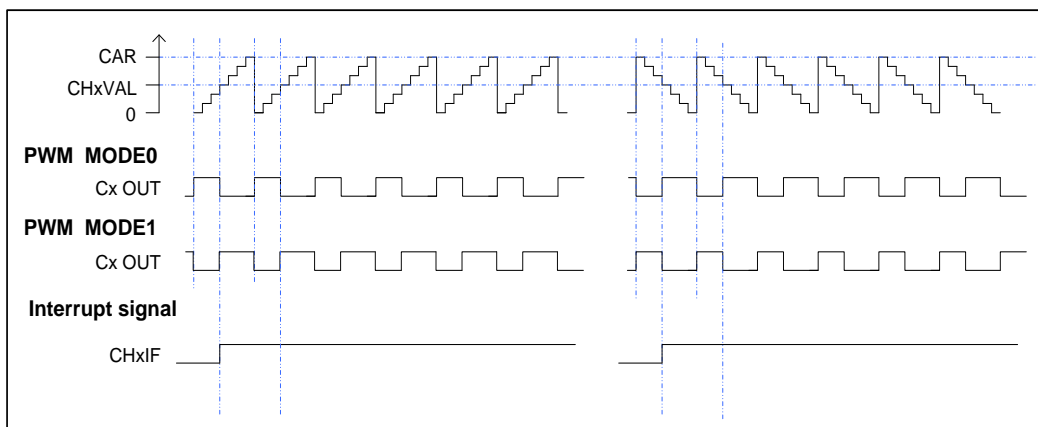 CAR
CHxVAL
0
PWM MODE0
Cx OUT
PWM MODE1
Cx OUT
Interrupt signal
CHxIF